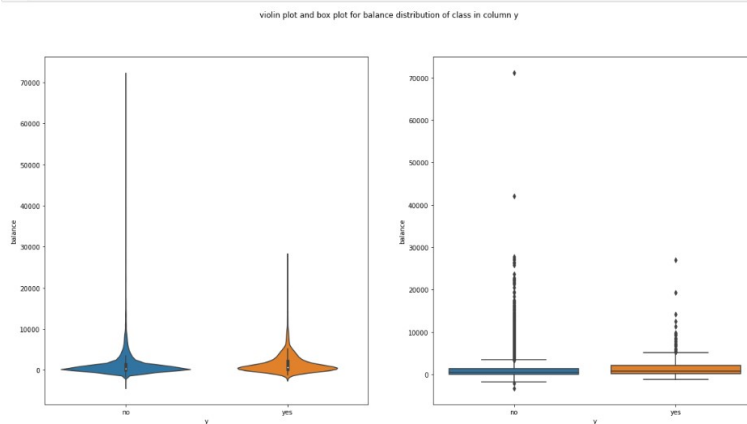 violin plot and box plot for balance distribution of class in column y
70000
60000
50000
40000
30000
20000
10000
0
balance
no
yes
y
70000
60000
50000
40000
30000
20000
10000
0
balance
no
yes
y